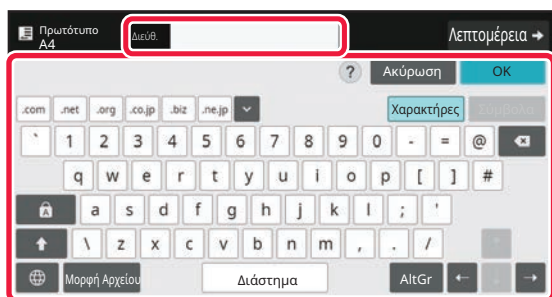 Πρωτότυπο
A4
Διεύθ.
Λεπτομέρεια
? Ακύρωση OK
.com .net .org .co.jp .biz .ne.jp Χαρακτήρες Σύμβολα
` 1 2 3 4 5 6 7 8 9 0 - = @
q w e r t y u i o p [ ] #
a s d f g h j k l ; '
\ z x c v b n m , . /
Μορφή Αρχείου Διάστημα AltGr